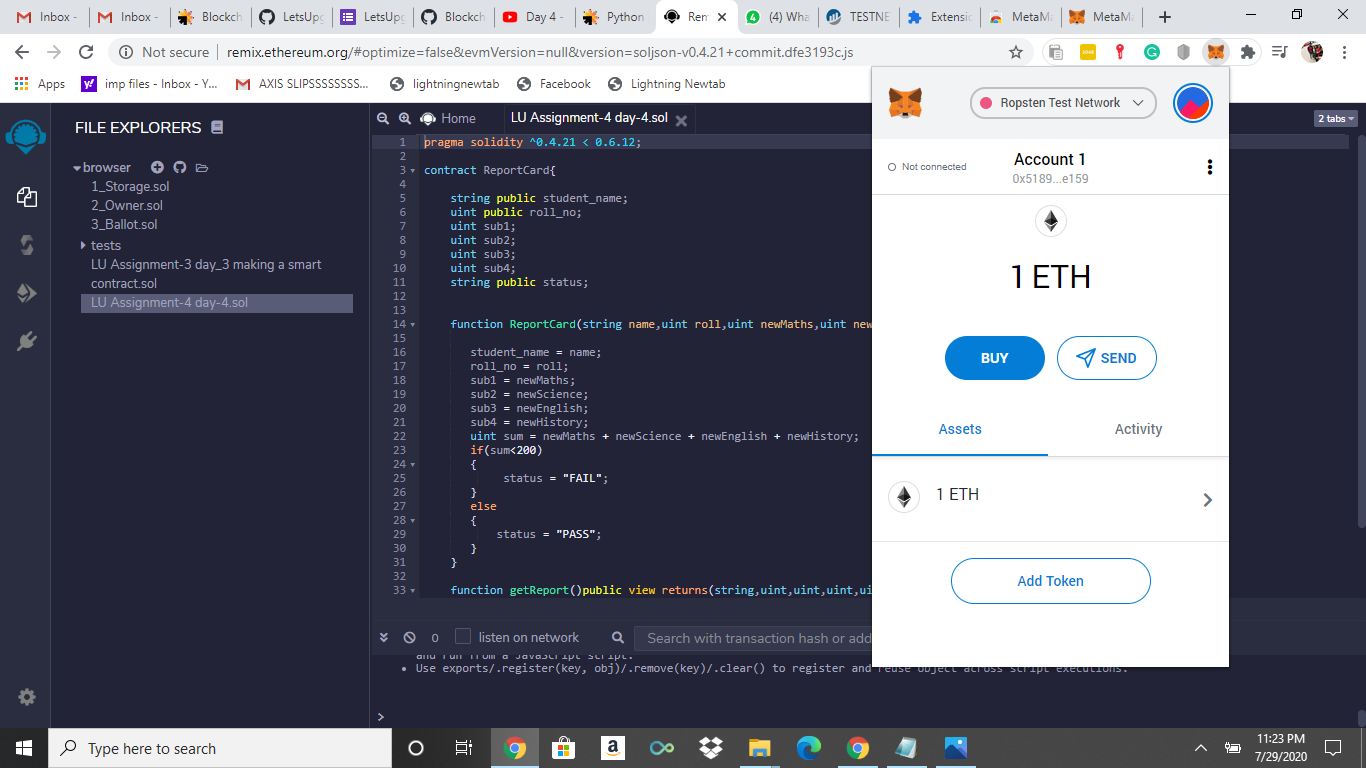 Inbox -
Inbox -
Blockch
LetsUpg
LetsUpg
Blockch
Day 4 -
Python
Rem
(4) Wha
TESTNE
Extensic
MetaMa
MetaM
Not secure
remix.ethereum.org/#optimize=false&evmVersion=null&version=soljson-v0.4.21+commit.dfe3193c.js
Apps
imp files - Inbox - Y...
AXIS SLIPSSSSSSSS...
lightningnewtab
Facebook
Lightning Newtab
FILE EXPLORERS
browser
1_Storage.sol
2_Owner.sol
3_Ballot.sol
tests
LU Assignment-3 day_3 making a smart
contract.sol
LU Assignment-4 day-4.sol
Home
LU Assignment-4 day-4.sol
2 tabs
1 pragma solidity ^0.4.21 < 0.6.12;
2
3 contract ReportCard{
4
5 string public student_name;
6 uint public roll_no;
7 uint sub1;
8 uint sub2;
9 uint sub3;
10 uint sub4;
11 string public status;
12
13
14 function ReportCard(string name,uint roll,uint newMaths,uint new
15
16 student_name = name;
17 roll_no = roll;
18 sub1 = newMaths;
19 sub2 = newScience;
20 sub3 = newEnglish;
21 sub4 = newHistory;
22 uint sum = newMaths + newScience + newEnglish + newHistory;
23 if(sum<200)
24 {
25 status = "FAIL";
26 }
27 else
28 {
29 status = "PASS";
30 }
31 }
32
33 function getReport()public view returns(string,uint,uint,uint,ui
0
listen on network
Search with transaction hash or add
and run from a JavaScript script.
• Use exports/.register(key, obj)/.remove(key)/.clear() to register and reuse object across script executions.
>
Ropsten Test Network
Not connected
Account 1
0x5189...e159
1 ETH
BUY
SEND
Assets
Activity
1 ETH
Add Token
Type here to search
11:23 PM
7/29/2020